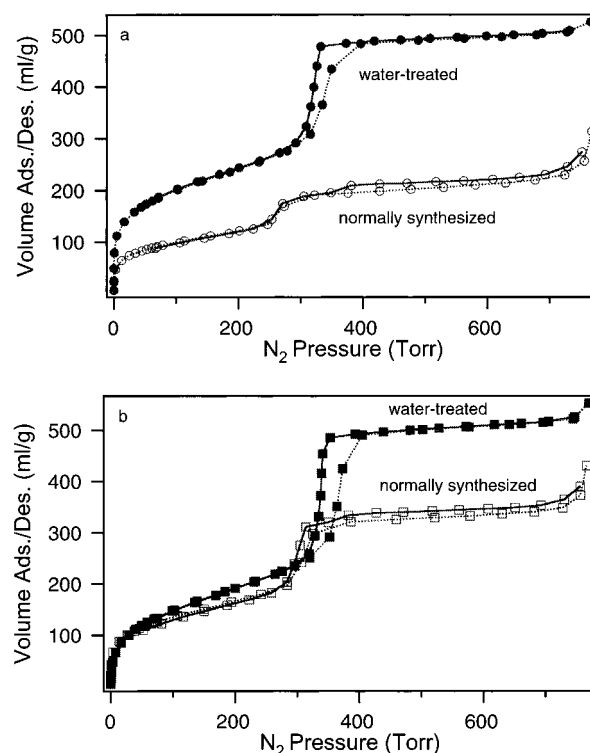 a
500
400
300
200
100
Volume Ads./Des. (ml/g)
water-treated
normally synthesized
0
200
400
600
N2 Pressure (Torr)
b
500
400
300
200
100
Volume Ads./Des. (ml/g)
water-treated
normally synthesized
0
200
400
600
N2 Pressure (Torr)